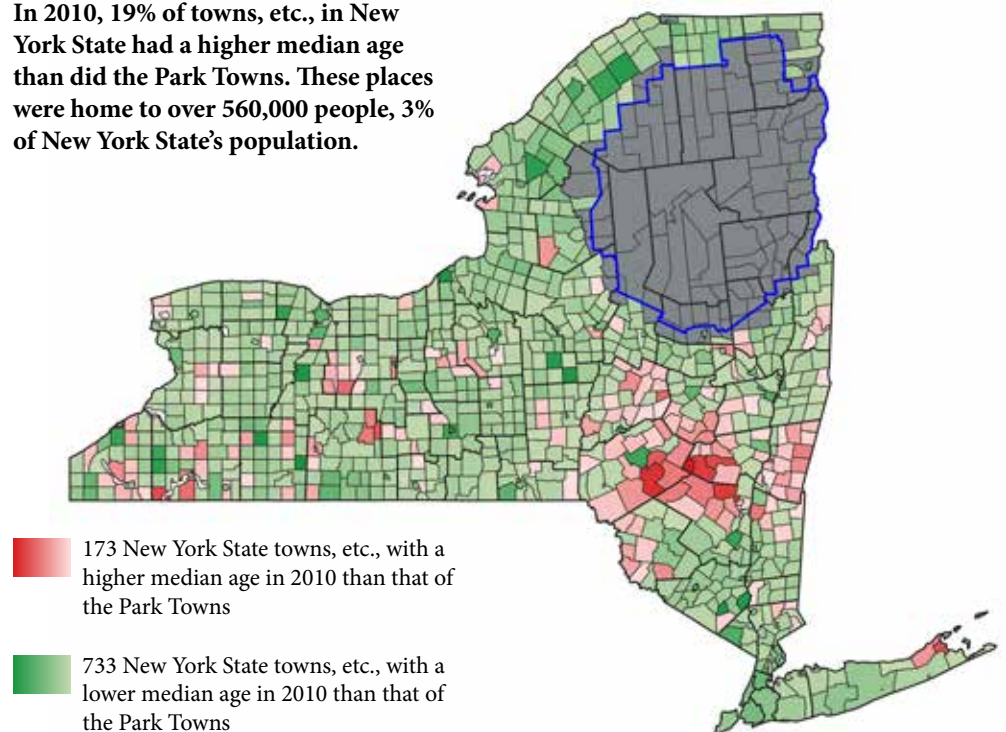 In 2010, 19% of towns, etc., in New
York State had a higher median age
than did the Park Towns. These places
were home to over 560,000 people, 3%
of New York State's population.
173 New York State towns, etc., with a
higher median age in 2010 than that of
the Park Towns
733 New York State towns, etc., with a
lower median age in 2010 than that of
the Park Towns